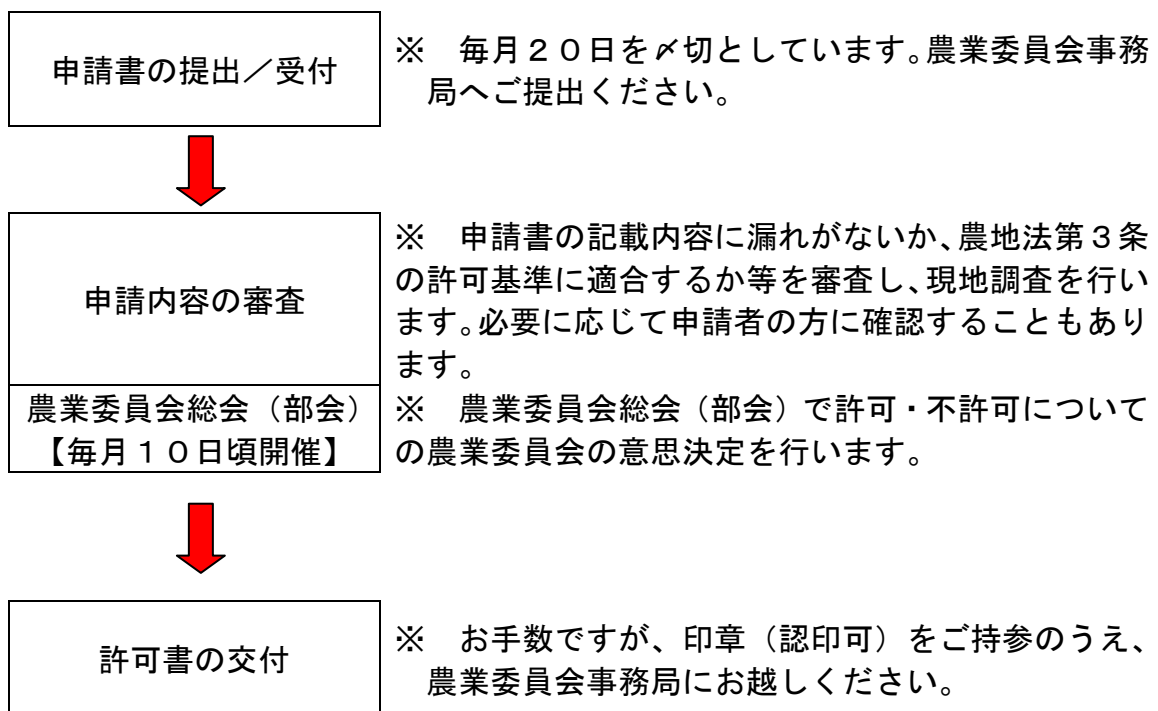 申請書の提出／受付
※　毎月２０日を〆切としています。農業委員会事務
局へご提出ください。
申請内容の審査
※　申請書の記載内容に漏れがないか、農地法第３条
の許可基準に適合するか等を審査し、現地調査を行い
ます。必要に応じて申請者の方に確認することもあり
ます。
農業委員会総会（部会）
【毎月１０日頃開催】
※　農業委員会総会（部会）で許可・不許可について
の農業委員会の意思決定を行います。
許可書の交付
※　お手数ですが、印章（認印可）をご持参のうえ、
農業委員会事務局にお越しください。